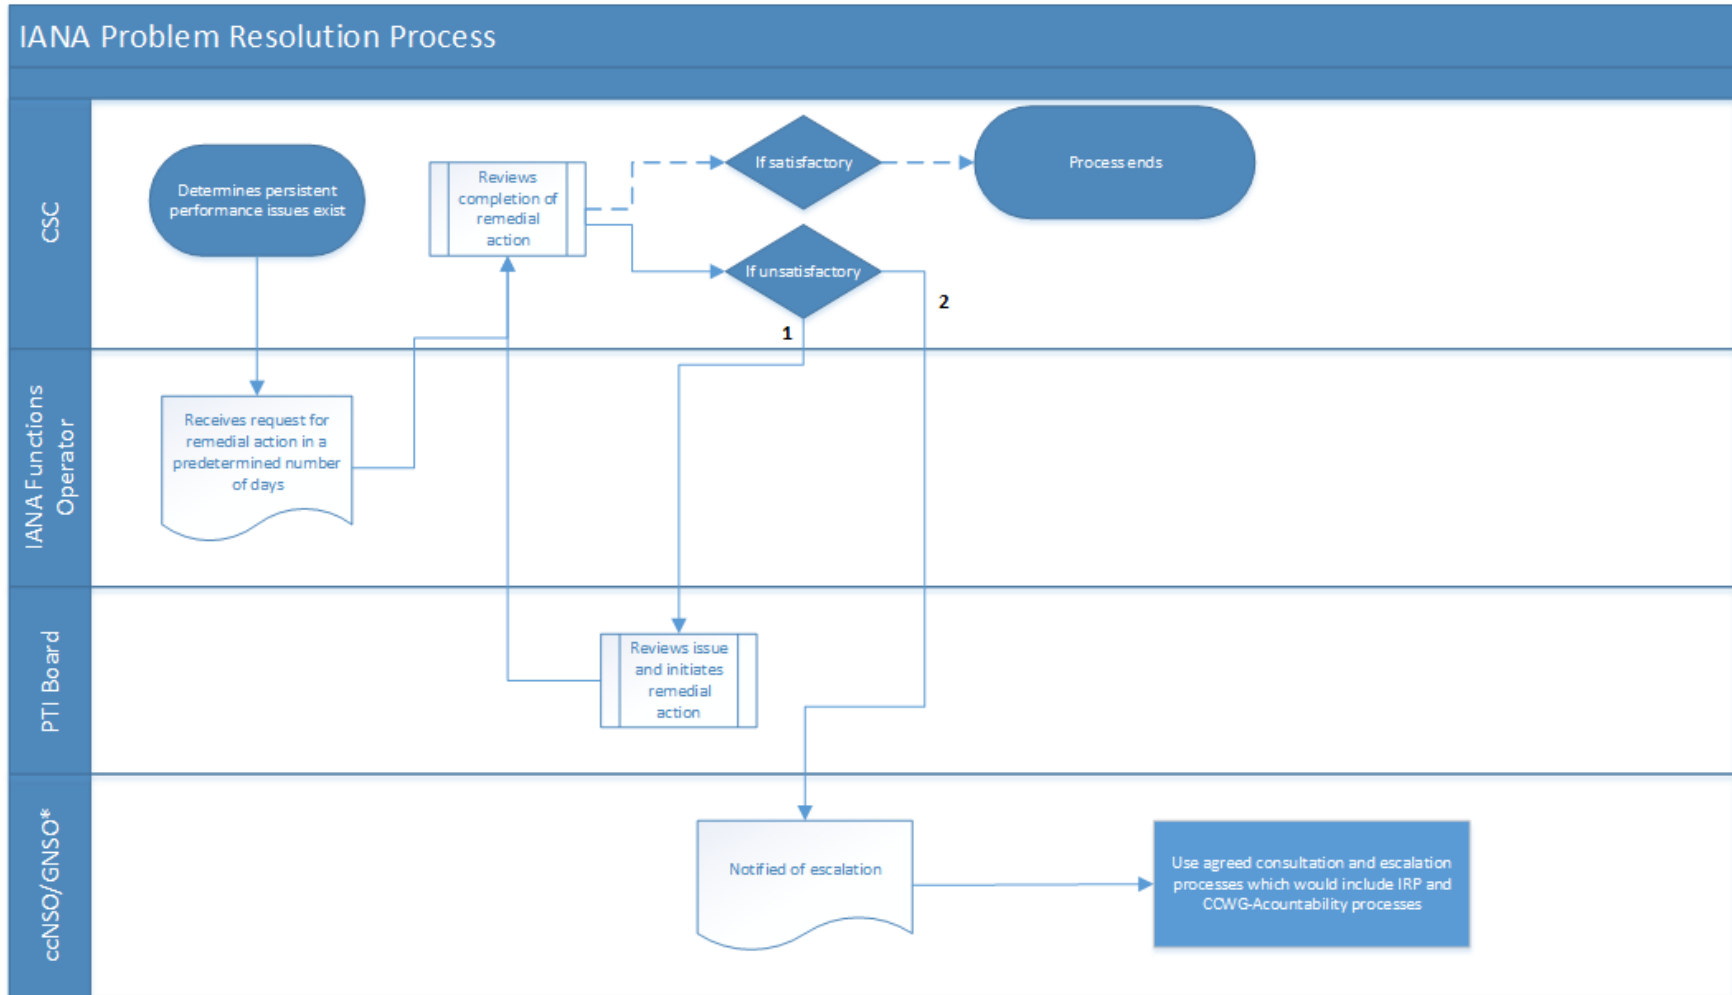 IANA Problem Resolution Process
CSC
Determines persistent
performance issues exist
Reviews
completion of
remedial
action
If satisfactory
Process ends
If unsatisfactory
1
2
IANA Functions
Operator
Receives request for
remedial action in a
predetermined number
of days
PTI Board
Reviews issue
and initiates
remedial
action
ccNSO/GNSO*
Notified of escalation
Use agreed consultation and escalation
processes which would include IRP and
CCWG-Acountability processes